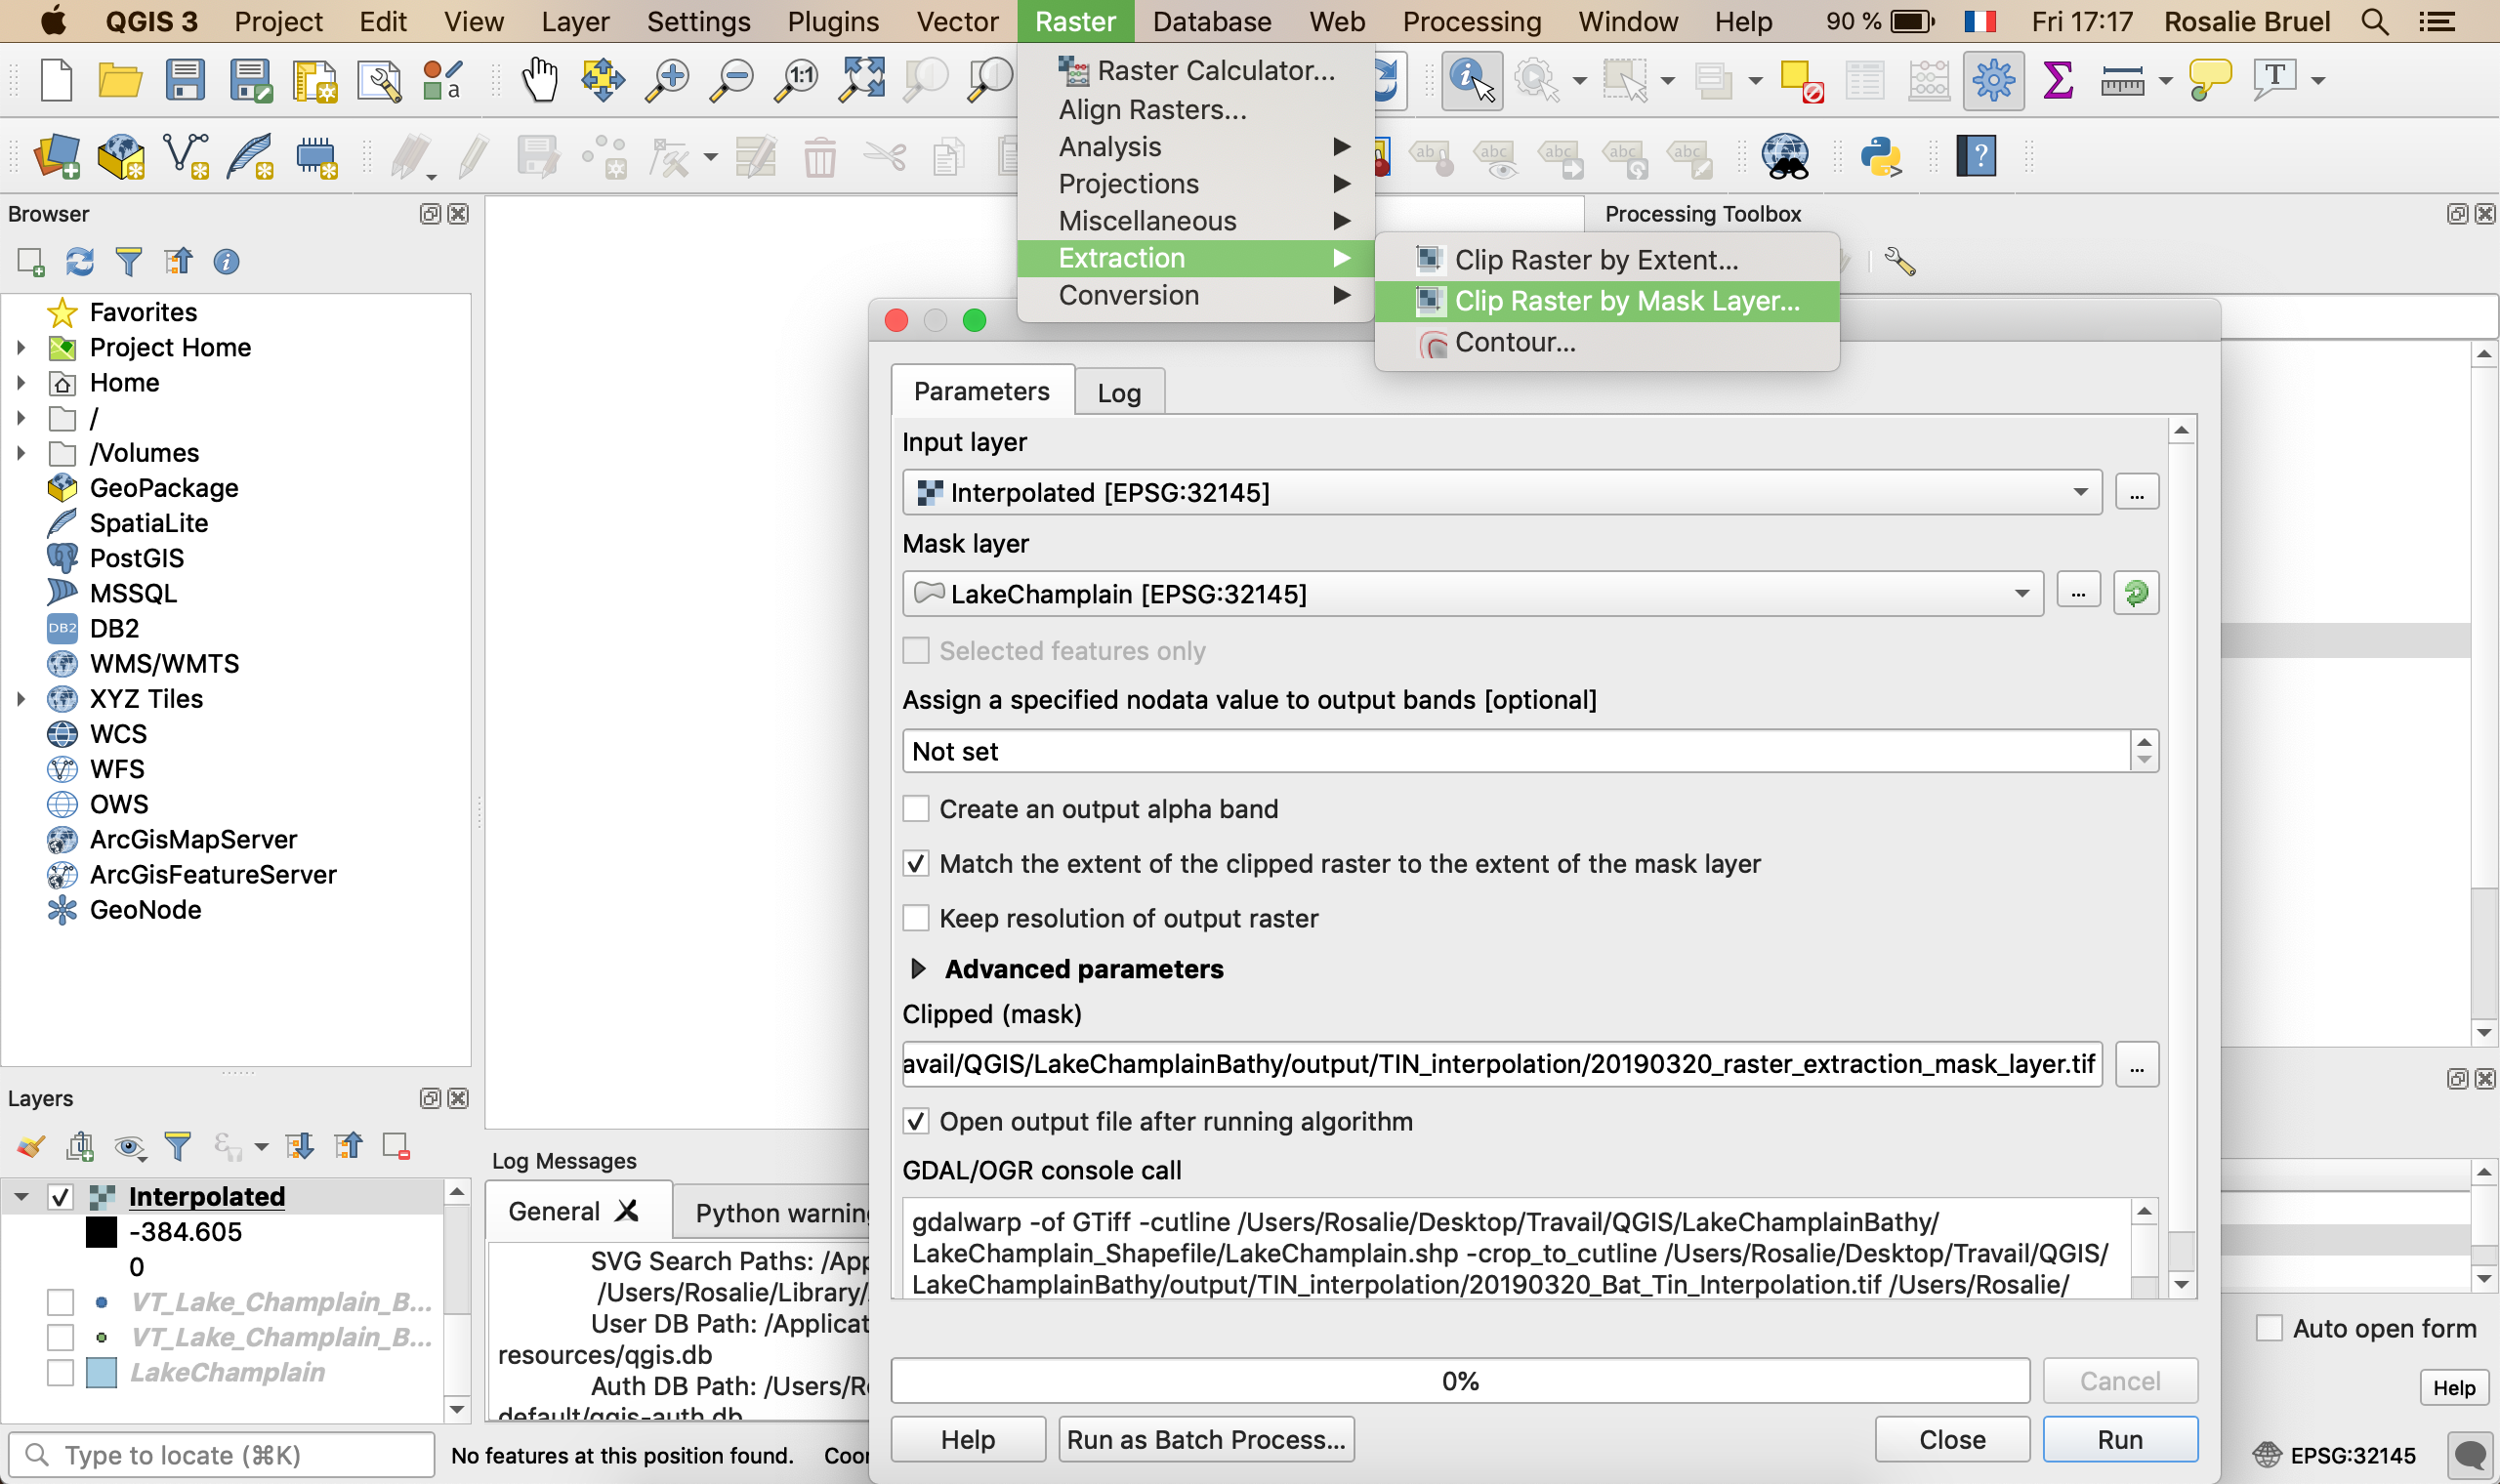 QGIS 3 Project Edit View Layer Settings Plugins Vector Raster Database Web Processing Window Help 90 % Fri 17:17 Rosalie Bruel
Raster Calculator...
Align Rasters...
Analysis
Projections
Miscellaneous
Extraction
Conversion
Clip Raster by Extent...
Clip Raster by Mask Layer...
Contour...
Browser
Favorites
Project Home
Home
/
/Volumes
GeoPackage
SpatiaLite
PostGIS
MSSQL
DB2
WMS/WMTS
XYZ Tiles
WCS
WFS
OWS
ArcGisMapServer
ArcGisFeatureServer
GeoNode
Layers
Interpolated
-384.605
0
VT_Lake_Champlain_B...
VT_Lake_Champlain_B...
LakeChamplain
Type to locate (⌘K)
Processing Toolbox
Parameters
Log
Input layer
Interpolated [EPSG:32145]
...
Mask layer
LakeChamplain [EPSG:32145]
...
Selected features only
Assign a specified nodata value to output bands [optional]
Not set
Create an output alpha band
Match the extent of the clipped raster to the extent of the mask layer
Keep resolution of output raster
Advanced parameters
Clipped (mask)
avail/QGIS/LakeChamplainBathy/output/TIN_interpolation/20190320_raster_extraction_mask_layer.tif
...
Open output file after running algorithm
GDAL/OGR console call
gdalwarp -of GTiff -cutline /Users/Rosalie/Desktop/Travail/QGIS/LakeChamplainBathy/
LakeChamplain_Shapefile/LakeChamplain.shp -crop_to_cutline /Users/Rosalie/Desktop/Travail/QGIS/
LakeChamplainBathy/output/TIN_interpolation/20190320_Bat_Tin_Interpolation.tif /Users/Rosalie/
0%
Cancel
Help
Run as Batch Process...
Close
Run
Log Messages
General
Python warnin
SVG Search Paths: /App
/Users/Rosalie/Library/
User DB Path: /Applicat
resources/qgis.db
Auth DB Path: /Users/R
default/qgis-auth.db
No features at this position found.
Coor
Auto open form
Help
EPSG:32145